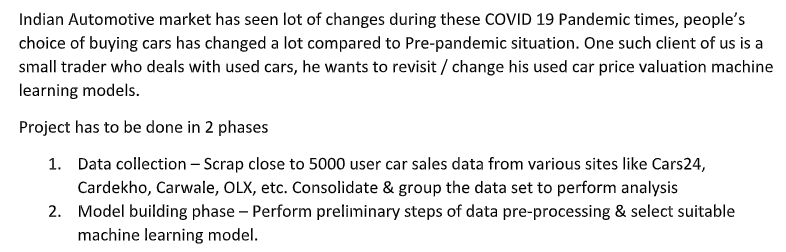 Indian Automotive market has seen lot of changes during these COVID 19 Pandemic times, people's
choice of buying cars has changed a lot compared to Pre-pandemic situation. One such client of us is a
small trader who deals with used cars, he wants to revisit / change his used car price valuation machine
learning models.
Project has to be done in 2 phases
1. Data collection – Scrap close to 5000 user car sales data from various sites like Cars24,
Cardekho, Carwale, OLX, etc. Consolidate & group the data set to perform analysis
2. Model building phase – Perform preliminary steps of data pre-processing & select suitable
machine learning model.